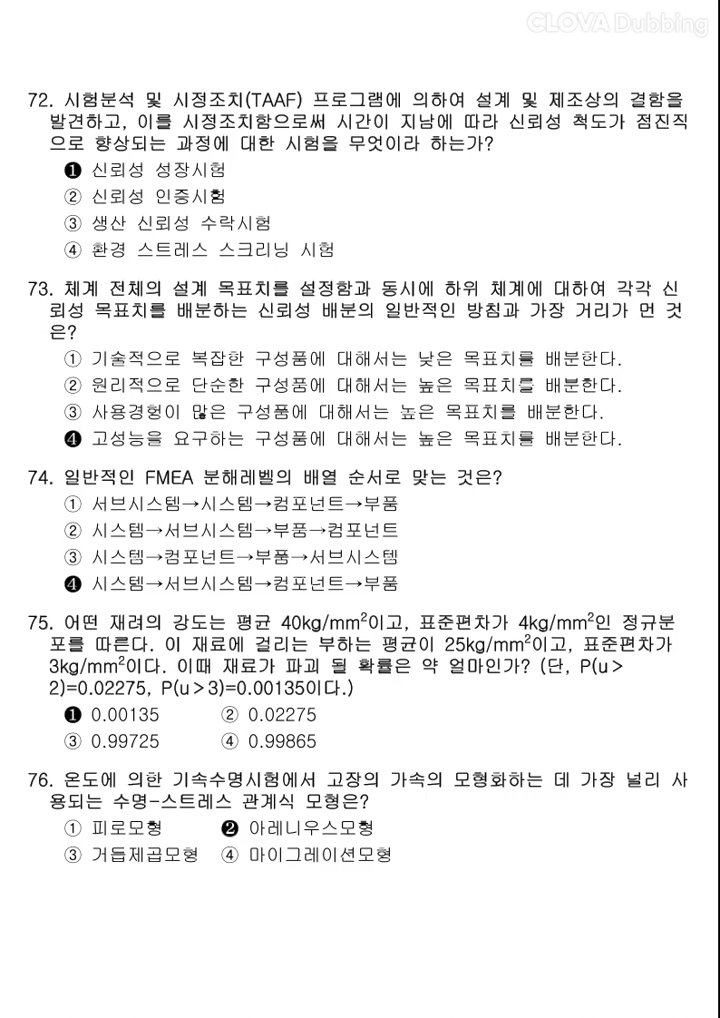 CLOVA Dubbing
72. 시험분석 및 시정조치(TAAF) 프로그램에 의하여 설계 및 제조상의 결함을
발견하고, 이를 시정조치함으로써 시간이 지남에 따라 신뢰성 척도가 점진직
으로 향상되는 과정에 대한 시험을 무엇이라 하는가?
❶ 신뢰성 성장시험
② 신뢰성 인증시험
③ 생산 신뢰성 수락시험
④ 환경 스트레스 스크리닝 시험
73. 체계 전체의 설계 목표치를 설정함과 동시에 하위 체계에 대하여 각각 신
뢰성 목표치를 배분하는 신뢰성 배분의 일반적인 방침과 가장 거리가 먼 것
은?
① 기술적으로 복잡한 구성품에 대해서는 낮은 목표치를 배분한다.
② 원리적으로 단순한 구성품에 대해서는 높은 목표치를 배분한다.
③ 사용경험이 많은 구성품에 대해서는 높은 목표치를 배분한다.
❹ 고성능을 요구하는 구성품에 대해서는 높은 목표치를 배분한다.
74. 일반적인 FMEA 분해레벨의 배열 순서로 맞는 것은?
① 서브시스템→시스템→컴포넌트→부품
② 시스템→서브시스템→부품→컴포넌트
③ 시스템→컴포넌트→부품→서브시스템
❹ 시스템→서브시스템→컴포넌트→부품
75. 어떤 재려의 강도는 평균 40kg/mm²이고, 표준편차가 4kg/mm²인 정규분
포를 따른다. 이 재료에 걸리는 부하는 평균이 25kg/mm²이고, 표준편차가
3kg/mm²이다. 이때 재료가 파괴 될 확률은 약 얼마인가? (단, P(u>
2)=0.02275, P(u>3)=0.00135이다.)
❶ 0.00135 ② 0.02275
③ 0.99725 ④ 0.99865
76. 온도에 의한 기속수명시험에서 고장의 가속의 모형화하는 데 가장 널리 사
용되는 수명-스트레스 관계식 모형은?
① 피로모형 ❷ 아레니우스모형
③ 거듭제곱모형 ④ 마이그레이션모형